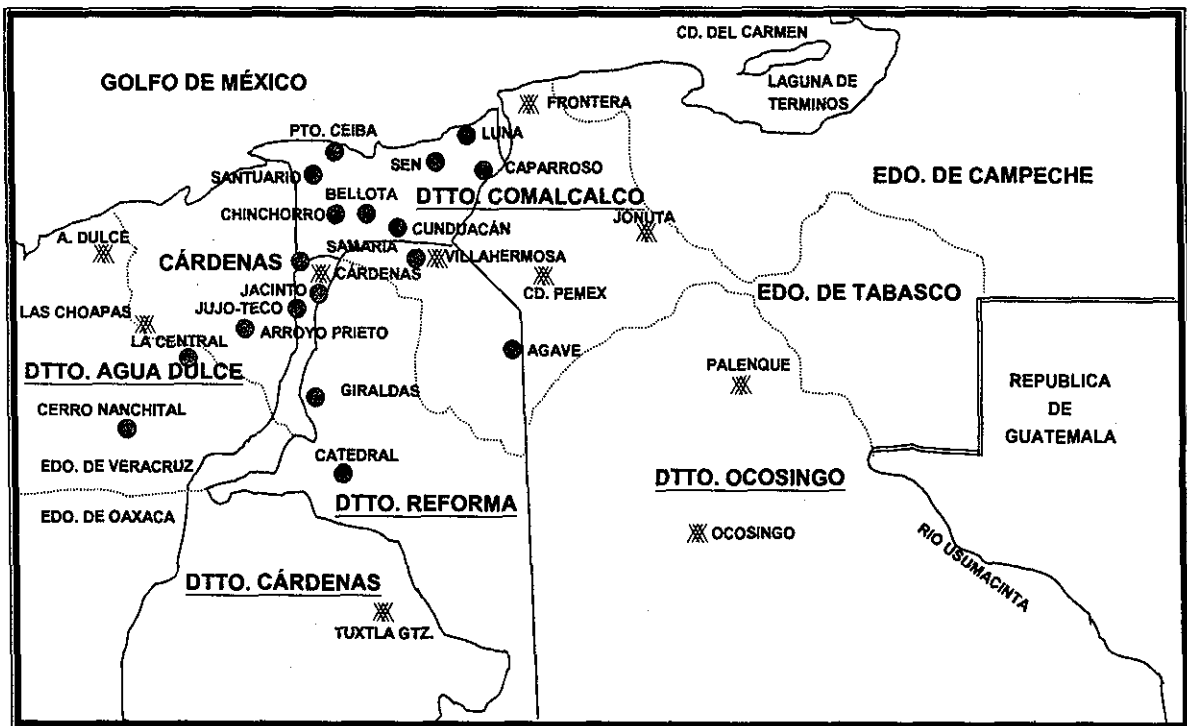 CD. DEL CARMEN
GOLFO DE MÉXICO
LAGUNA DE
TERMINOS
FRONTERA
PTO. CEIBA
LUNA
SEN
CAPARROSO
SANTUARIO
EDO. DE CAMPECHE
BELLOTA
DTTO. COMALCALCO
CHINCHORRO
JONUTA
CUNDUACÁN
A. DULCE
SAMARIA
VILLAHERMOSA
CÁRDENAS
CÁRDENAS
CD. PEMEX
JACINTO
EDO. DE TABASCO
JUJO-TECO
LAS CHOAPAS
ARROYO PRIETO
LA CENTRAL
AGAVE
PALENQUE
DTTO. AGUA DULCE
GIRALDAS
REPUBLICA
DE
GUATEMALA
CERRO NANCHITAL
CATEDRAL
EDO. DE VERACRUZ
DTTO. OCOSINGO
DTTO. REFORMA
EDO. DE OAXACA
OCOSINGO
RÍO USUMACINTA
DTTO. CÁRDENAS
TUXTLA GTZ.